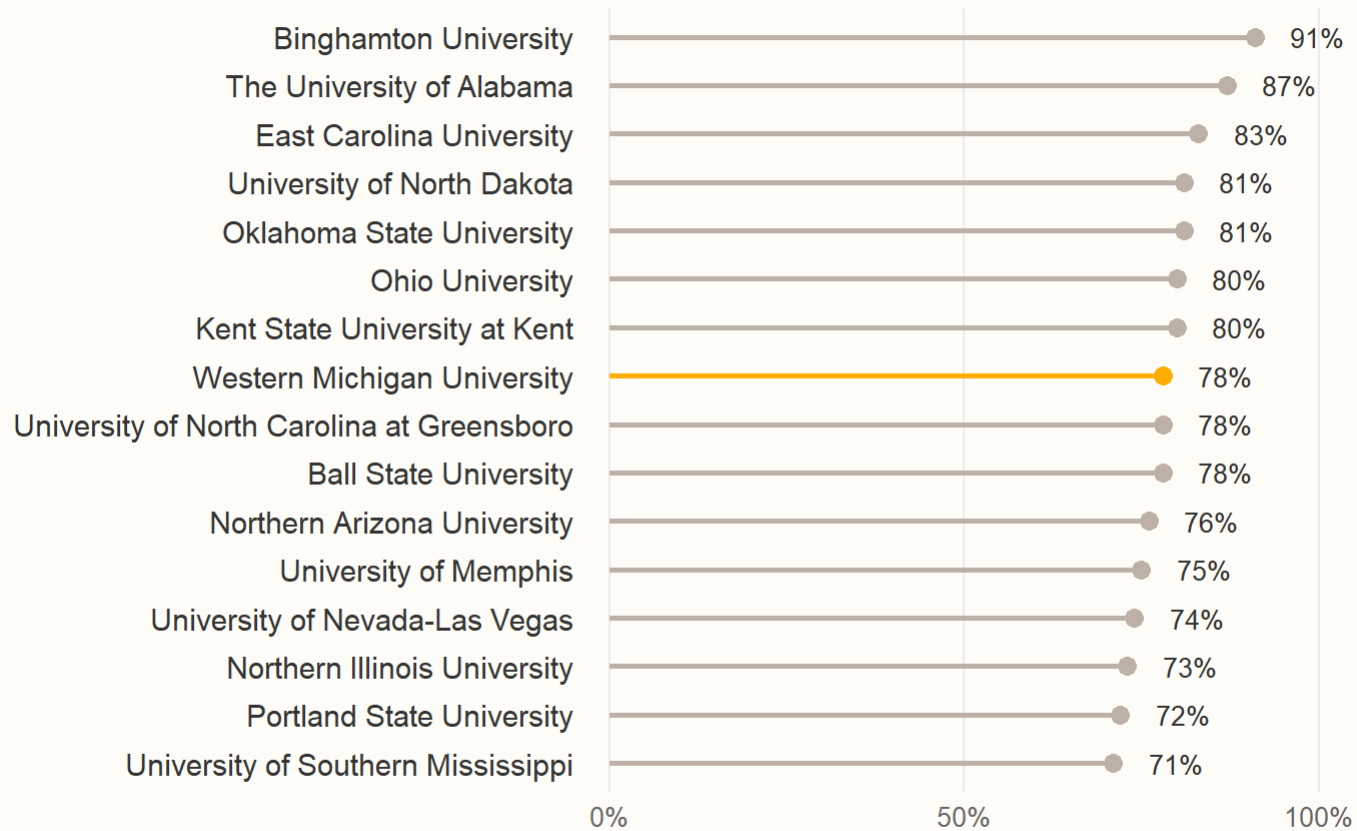 Binghamton University 91%
The University of Alabama 87%
East Carolina University 83%
University of North Dakota 81%
Oklahoma State University 81%
Ohio University 80%
Kent State University at Kent 80%
Western Michigan University 78%
University of North Carolina at Greensboro 78%
Ball State University 78%
Northern Arizona University 76%
University of Memphis 75%
University of Nevada-Las Vegas 74%
Northern Illinois University 73%
Portland State University 72%
University of Southern Mississippi 71%
0% 50% 100%